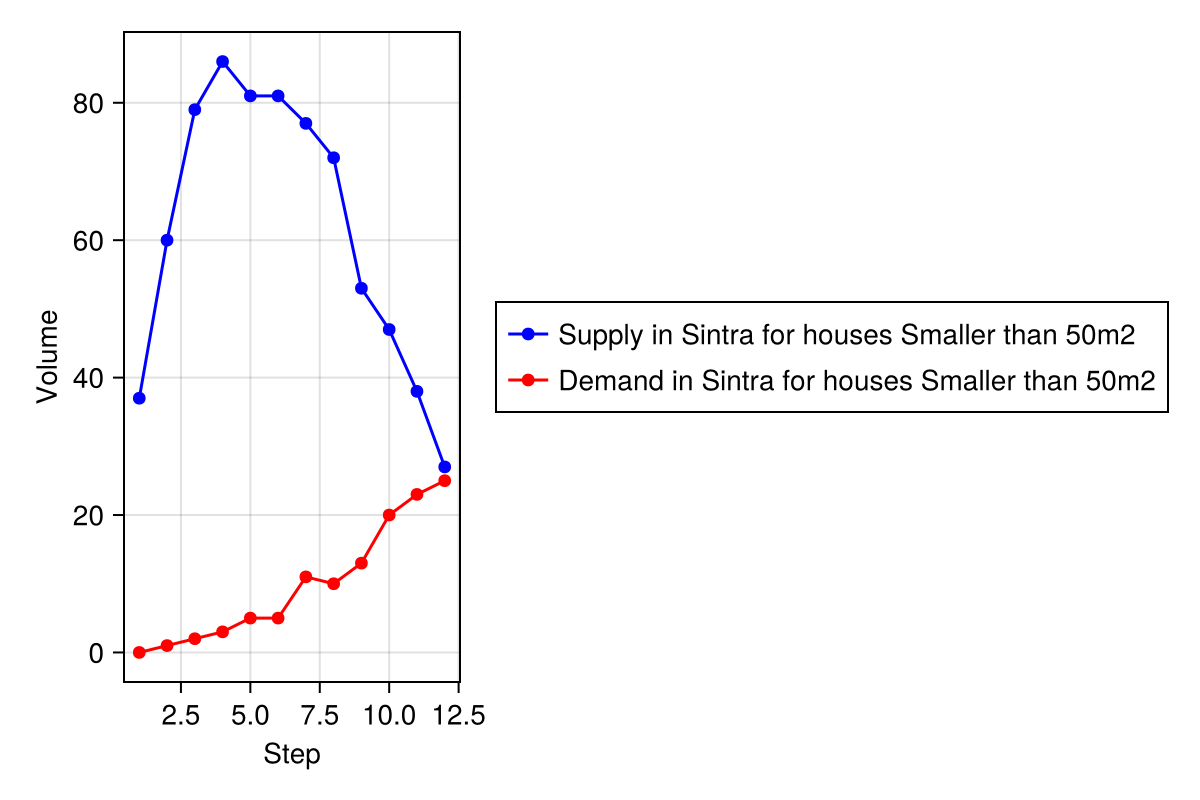 80
60
40
20
0
Volume
2.5 5.0 7.5 10.0 12.5
Step
Supply in Sintra for houses Smaller than 50m2
Demand in Sintra for houses Smaller than 50m2